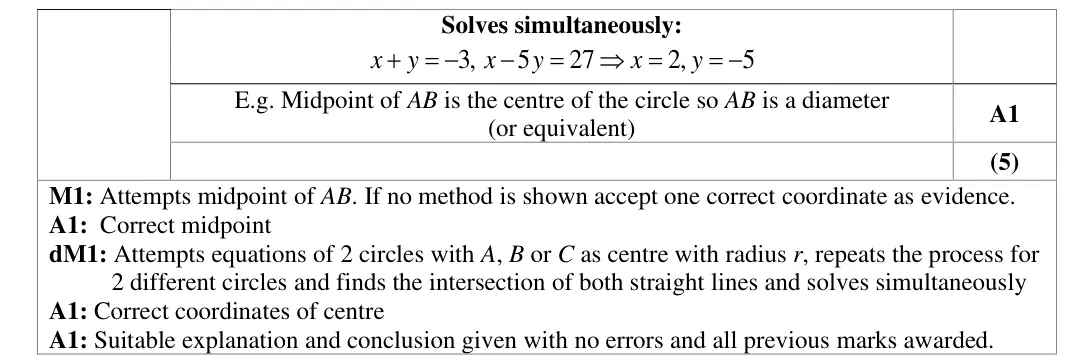 Solves simultaneously:
x + y = −3, x − 5y = 27 ⇒ x = 2, y = −5
E.g. Midpoint of AB is the centre of the circle so AB is a diameter
(or equivalent)
A1
(5)
M1: Attempts midpoint of AB. If no method is shown accept one correct coordinate as evidence.
A1: Correct midpoint
dM1: Attempts equations of 2 circles with A, B or C as centre with radius r, repeats the process for
2 different circles and finds the intersection of both straight lines and solves simultaneously
A1: Correct coordinates of centre
A1: Suitable explanation and conclusion given with no errors and all previous marks awarded.